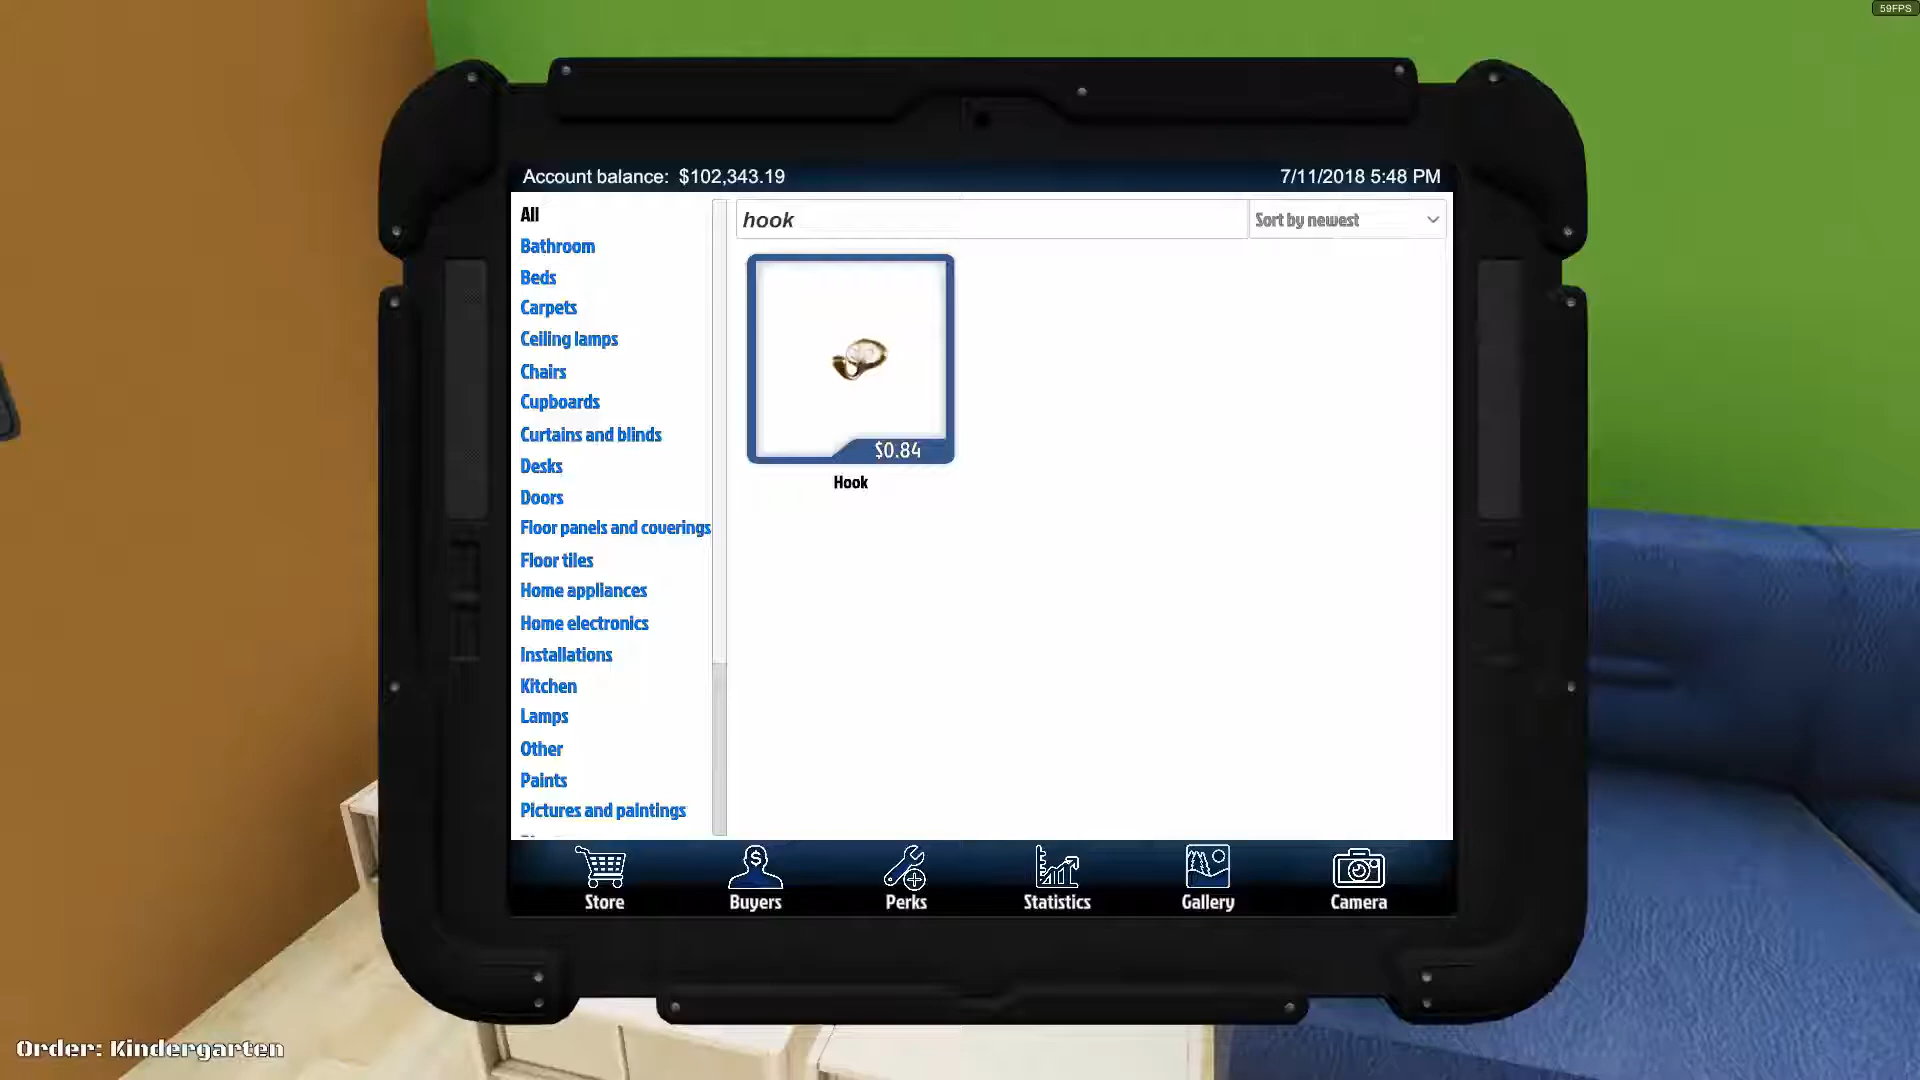 59FPS
Account balance: $102,343.19
7/11/2018 5:48 PM
All
Bathroom
Beds
Carpets
Ceiling lamps
Chairs
Cupboards
Curtains and blinds
Desks
Doors
Floor panels and coverings
Floor tiles
Home appliances
Home electronics
Installations
Kitchen
Lamps
Other
Paints
Pictures and paintings
hook
Sort by newest
$0.84
Hook
Store
Buyers
Perks
Statistics
Gallery
Camera
Order: Kindergarten